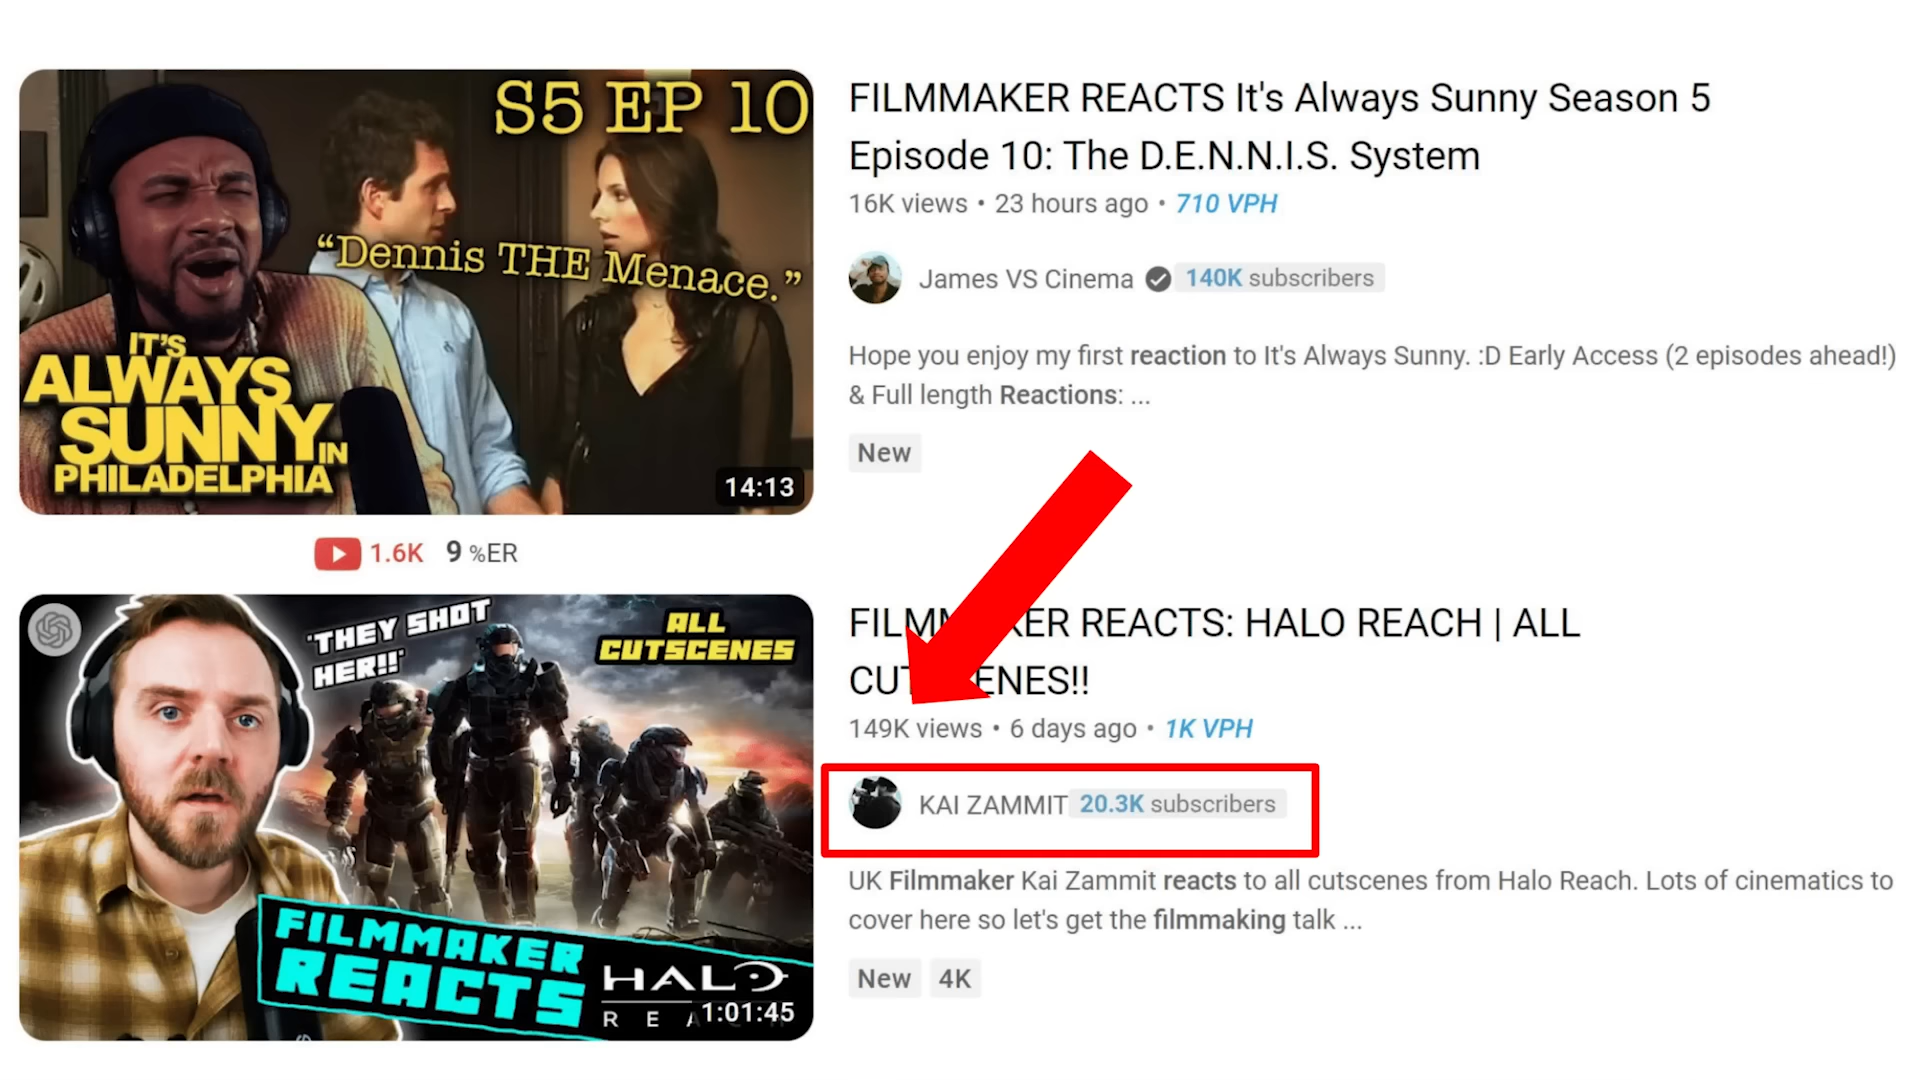 S5 EP 10
"Dennis THE Menace."
IT'S
ALWAYS
SUNNY IN
PHILADELPHIA
14:13
FILMMAKER REACTS It's Always Sunny Season 5
Episode 10: The D.E.N.N.I.S. System
16K views • 23 hours ago • 710 VPH
James VS Cinema 140K subscribers
Hope you enjoy my first reaction to It's Always Sunny. :D Early Access (2 episodes ahead!)
& Full length Reactions: ...
New
1.6K 9 %ER
"THEY SHOT
HER!!"
ALL
CUTSCENES
FILMMAKER
REACTS
HALO
1:01:45
REACTS: HALO REACH | ALL
149K views • 6 days ago • 1K VPH
KAI ZAMMIT 20.3K subscribers
UK Filmmaker Kai Zammit reacts to all cutscenes from Halo Reach. Lots of cinematics to
cover here so let's get the filmmaking talk ...
New 4K